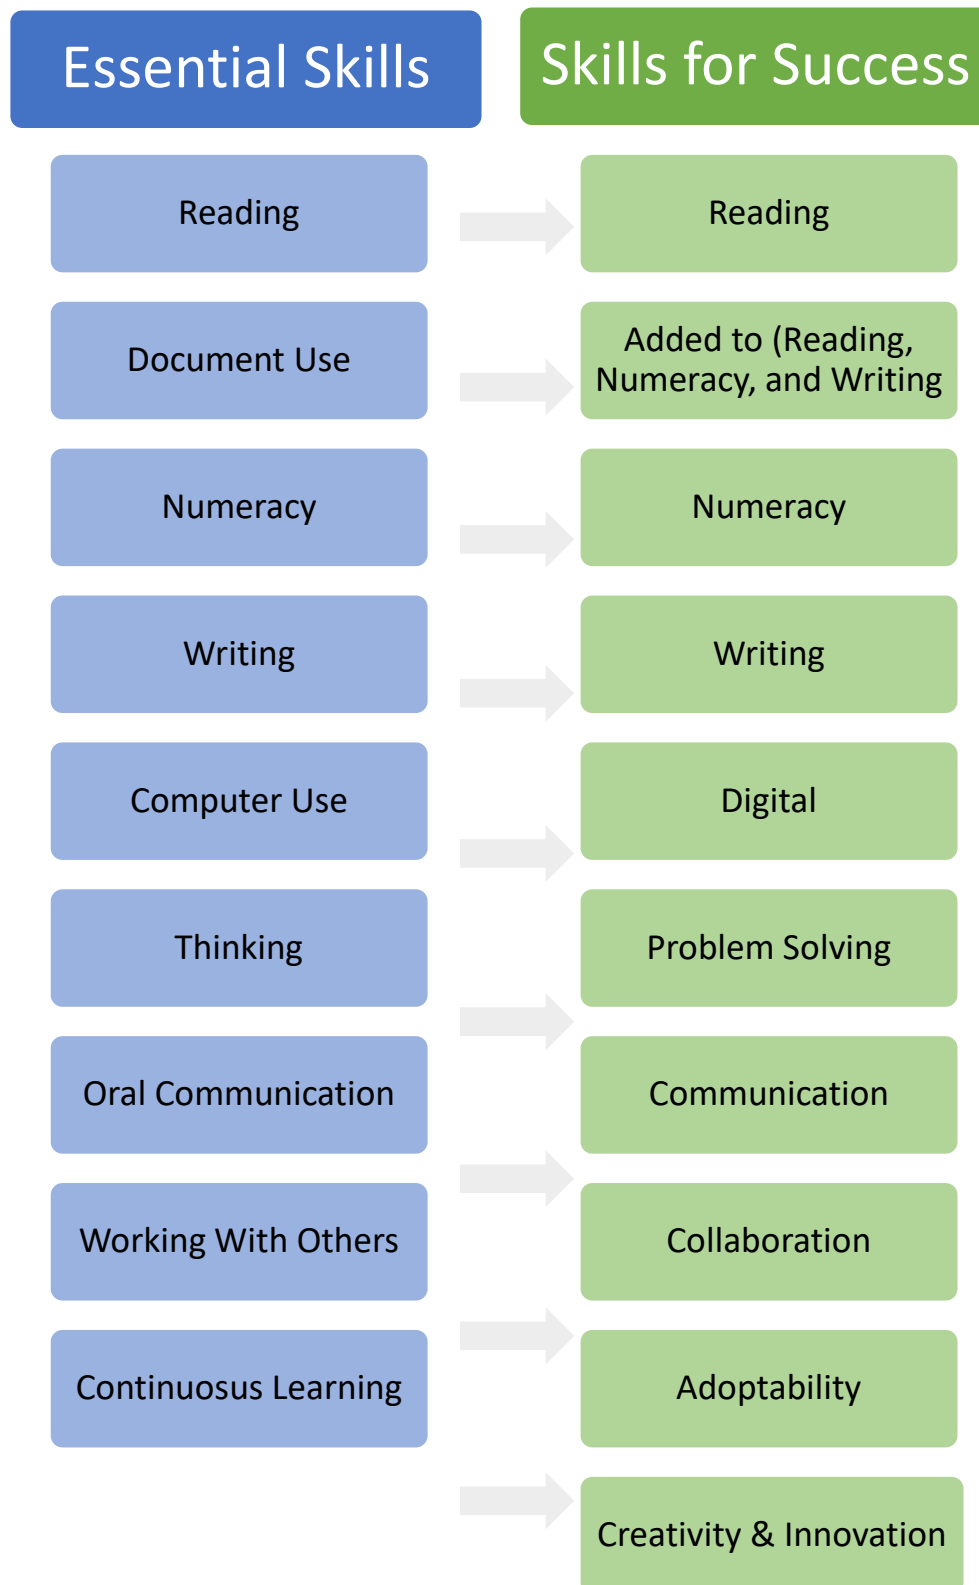 Essential Skills
Skills for Success
Reading
Reading
Document Use
Added to (Reading,
Numeracy, and Writing
Numeracy
Numeracy
Writing
Writing
Computer Use
Digital
Thinking
Problem Solving
Oral Communication
Communication
Working With Others
Collaboration
Continuosus Learning
Adoptability
Creativity & Innovation